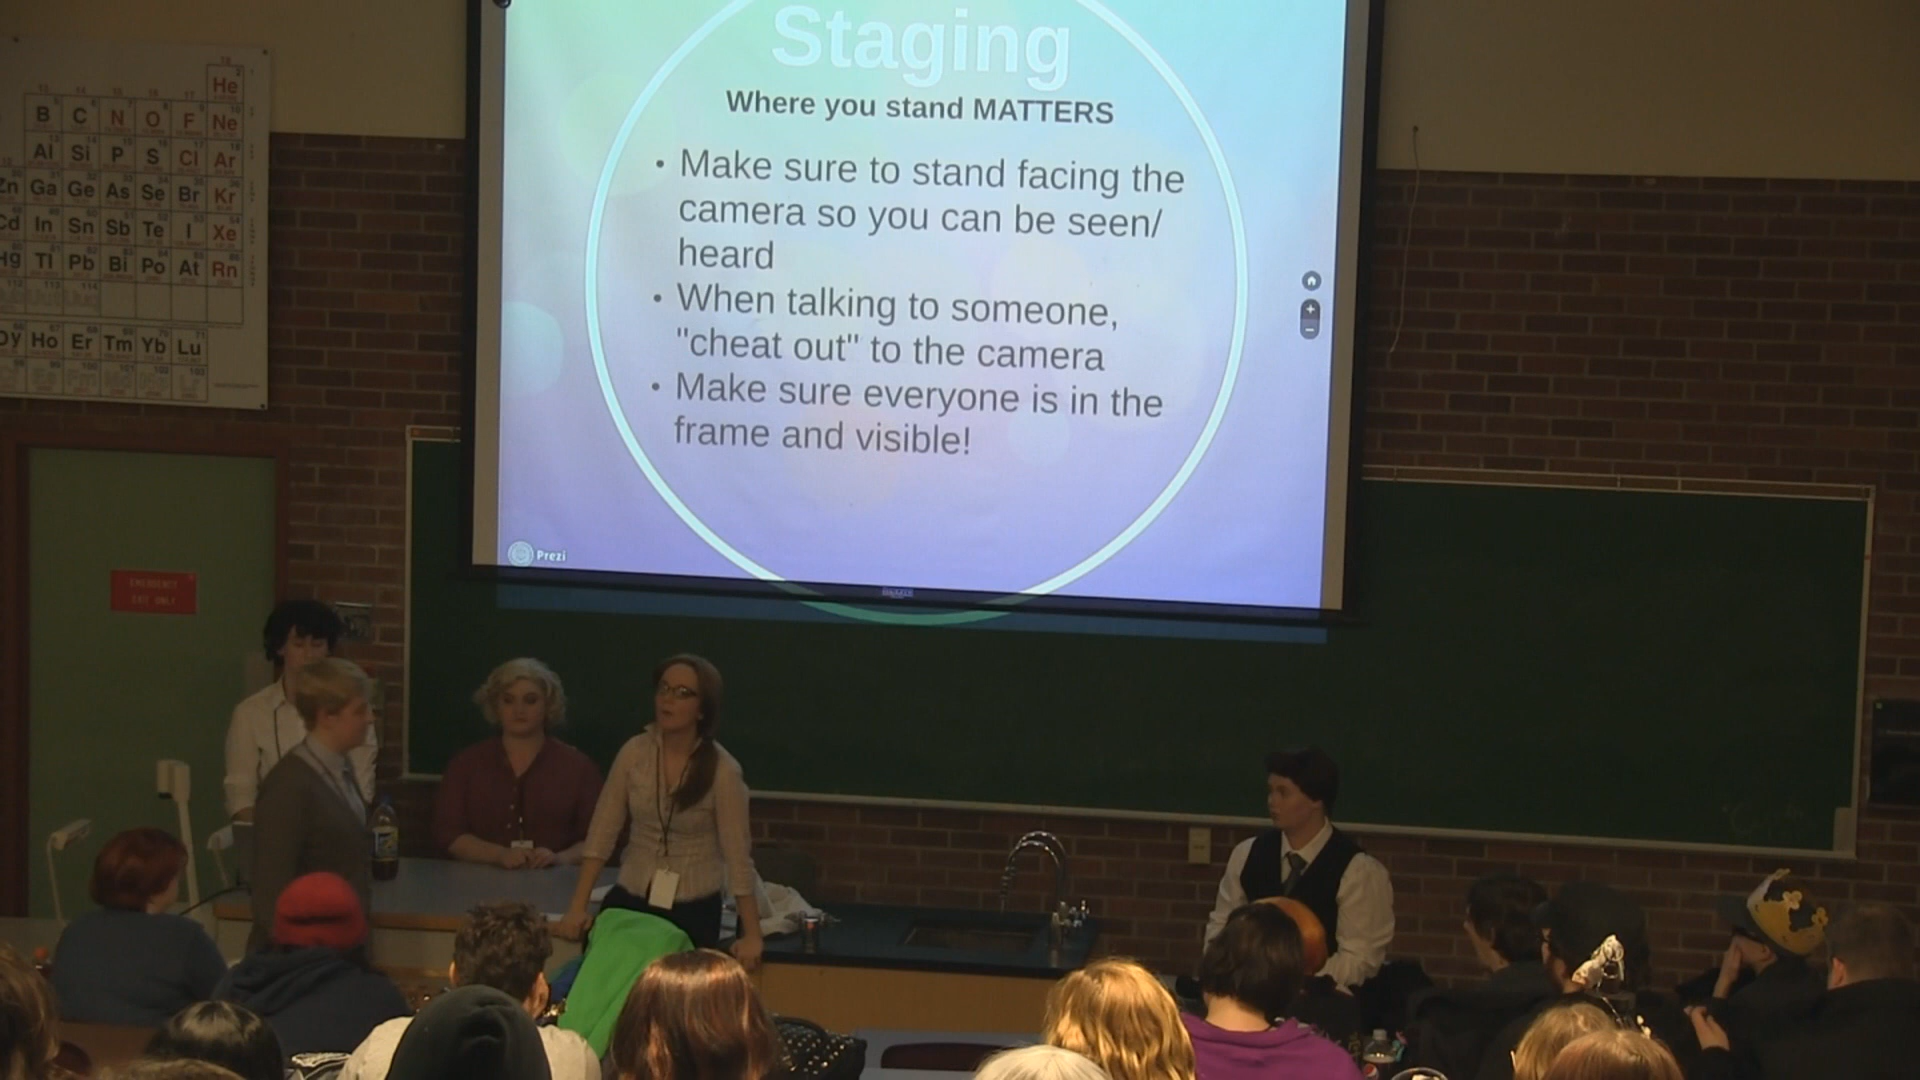 Staging
Where you stand MATTERS
• Make sure to stand facing the
camera so you can be seen/
heard
• When talking to someone,
"cheat out" to the camera
• Make sure everyone is in the
frame and visible!
Prezi
He
B C N O F Ne
Al Si P S Cl Ar
Zn Ga Ge As Se Br Kr
Cd In Sn Sb Te I Xe
Hg Tl Pb Bi Po At Rn
Dy Ho Er Tm Yb Lu
EMERGENCY
EXIT ONLY